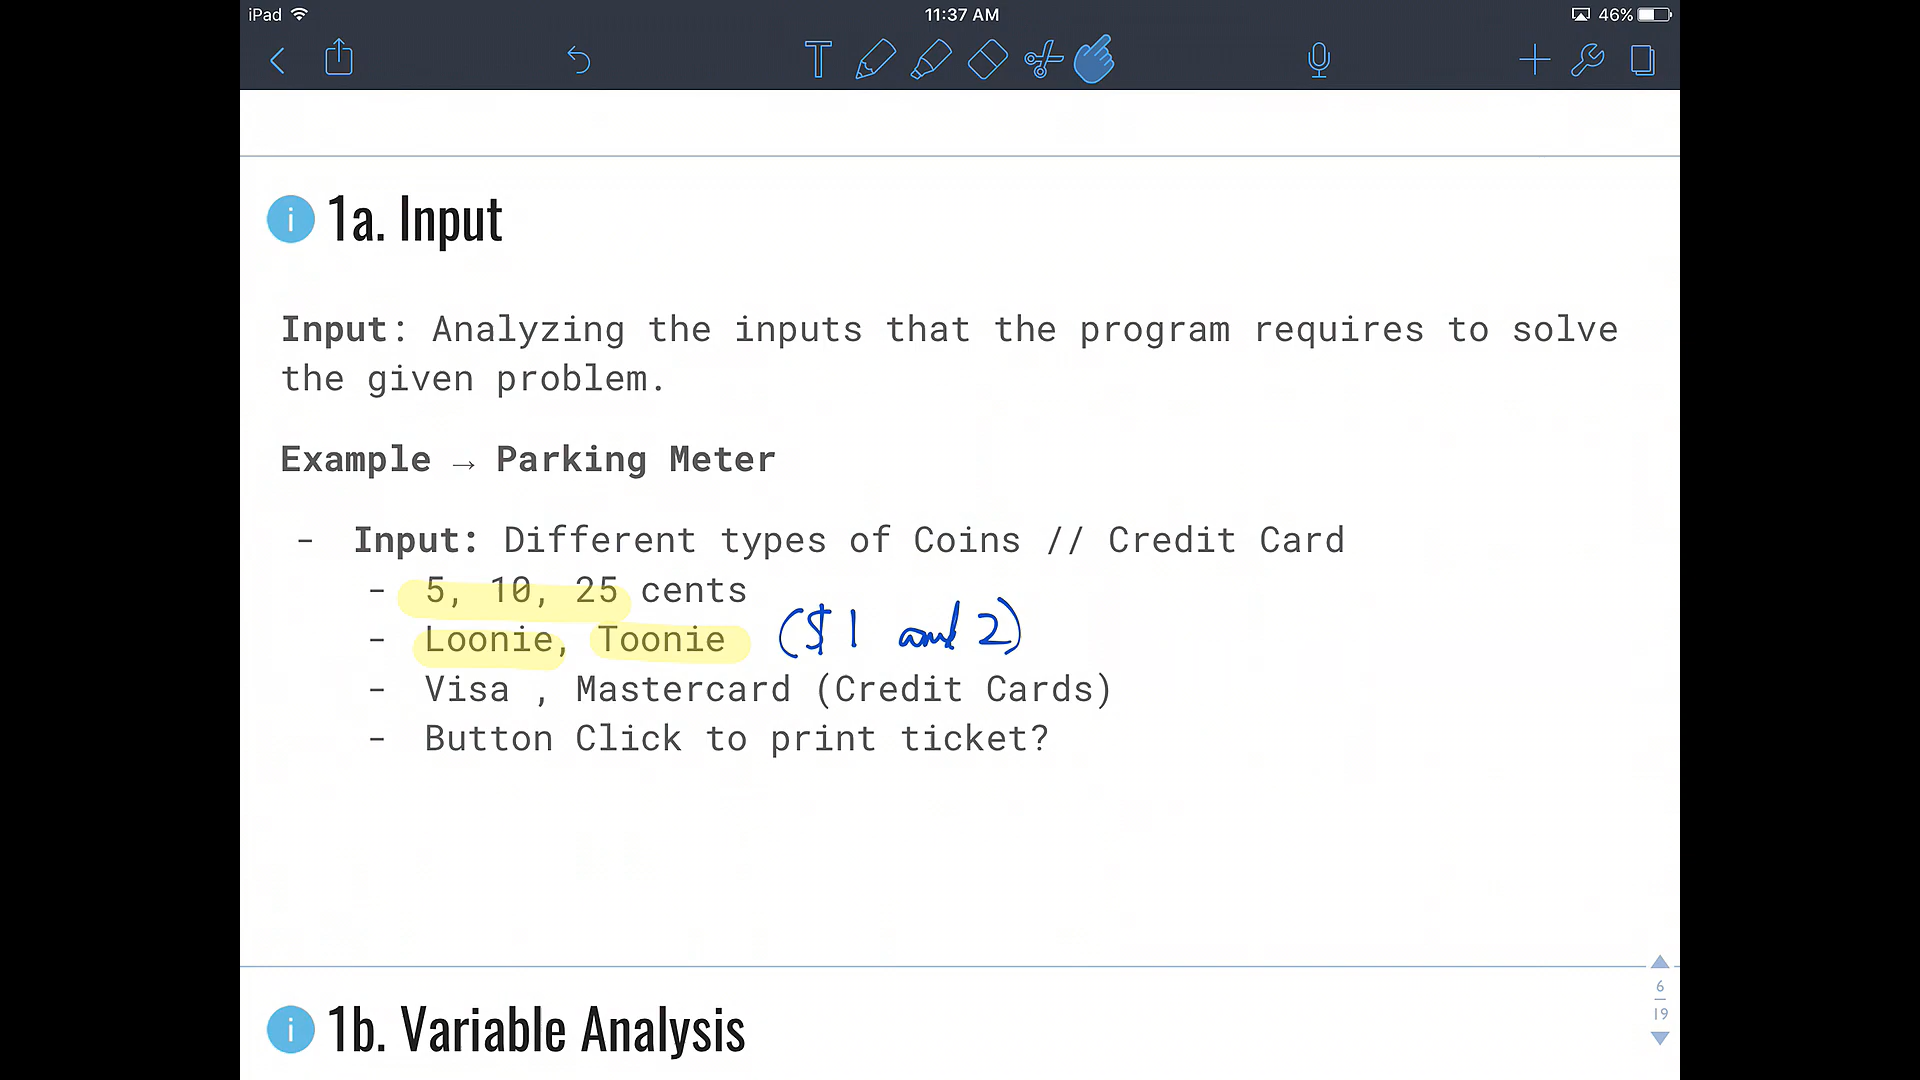 iPad 11:37 AM 46%
i 1a. Input
Input: Analyzing the inputs that the program requires to solve
the given problem.
Example → Parking Meter
- Input: Different types of Coins // Credit Card
- 5, 10, 25 cents
- Loonie, Toonie ($1 and 2)
- Visa , Mastercard (Credit Cards)
- Button Click to print ticket?
6
19
i 1b. Variable Analysis